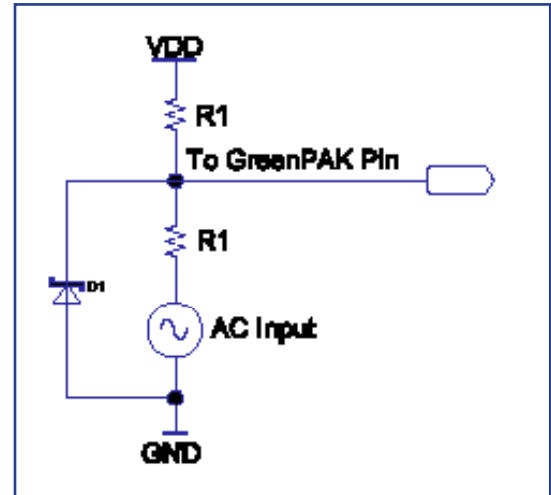 VDD
R1
To GreenPAK Pin
R1
D1
AC Input
GND